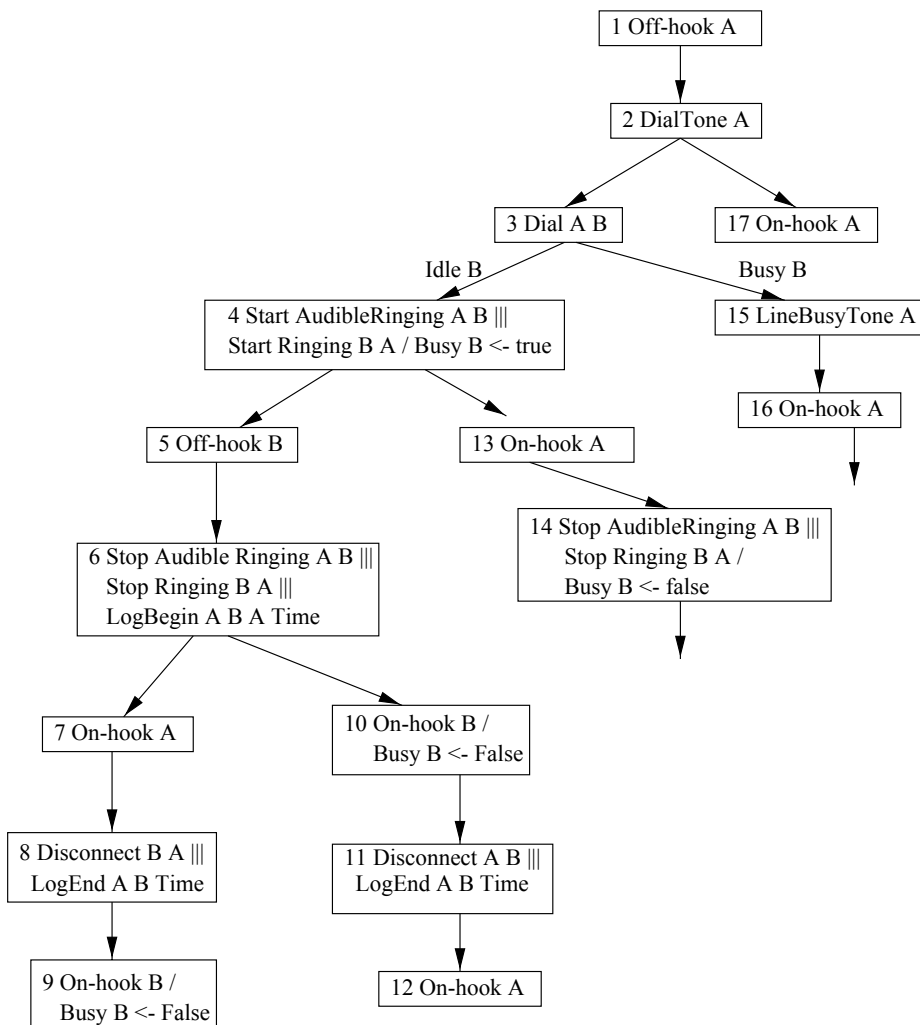 1 Off-hook A
2 DialTone A
3 Dial A B
17 On-hook A
Idle B
Busy B
4 Start AudibleRinging A B |||
Start Ringing B A / Busy B <- true
15 LineBusyTone A
16 On-hook A
5 Off-hook B
13 On-hook A
14 Stop AudibleRinging A B |||
Stop Ringing B A /
Busy B <- false
6 Stop Audible Ringing A B |||
Stop Ringing B A |||
LogBegin A B A Time
7 On-hook A
10 On-hook B /
Busy B <- False
8 Disconnect B A |||
LogEnd A B Time
11 Disconnect A B |||
LogEnd A B Time
9 On-hook B /
Busy B <- False
12 On-hook A